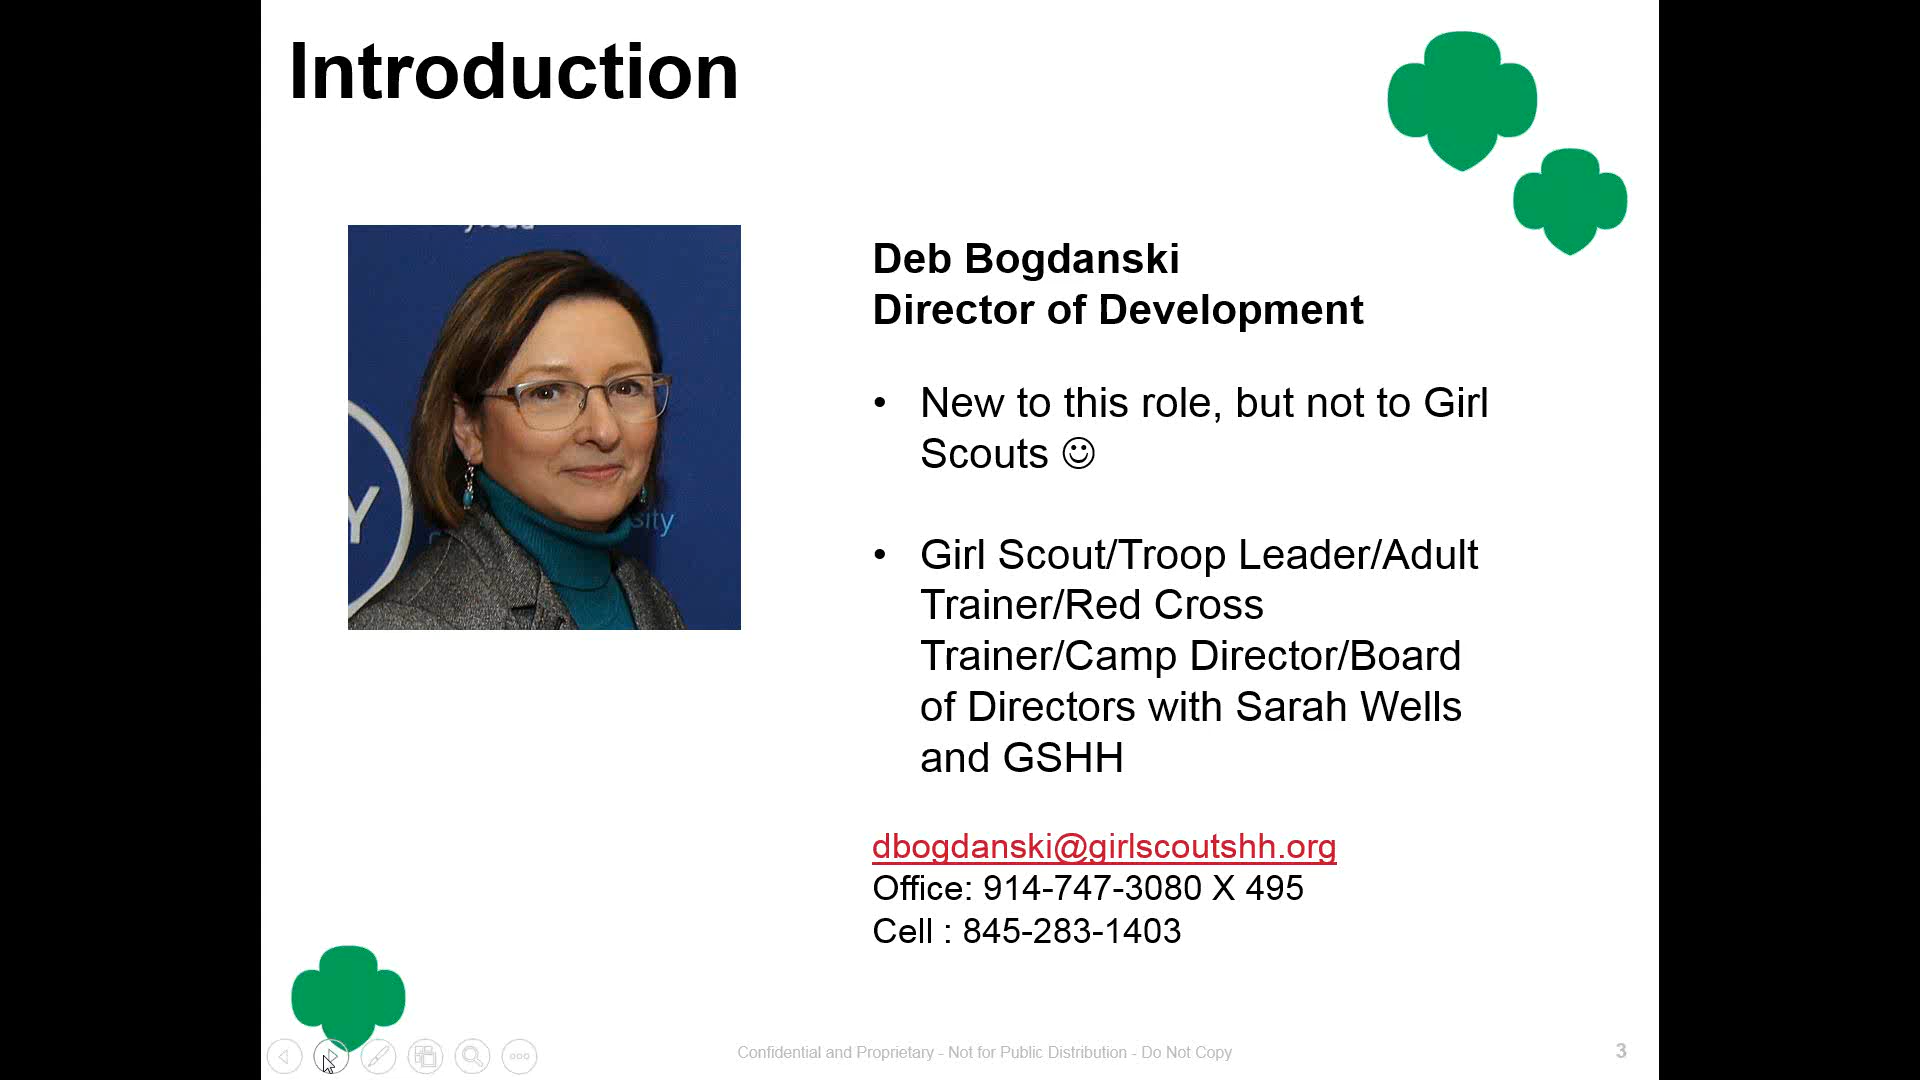 Introduction
Deb Bogdanski
Director of Development
• New to this role, but not to Girl
Scouts ☺
• Girl Scout/Troop Leader/Adult
Trainer/Red Cross
Trainer/Camp Director/Board
of Directors with Sarah Wells
and GSHH
dbogdanski@girlscoutshh.org
Office: 914-747-3080 X 495
Cell : 845-283-1403
Y
sity
Confidential and Proprietary - Not for Public Distribution - Do Not Copy
3